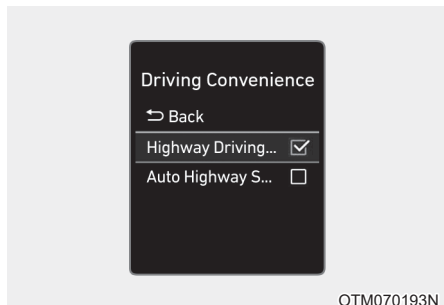 Driving Convenience
Back
Highway Driving...
Auto Highway S...
OTM070193N